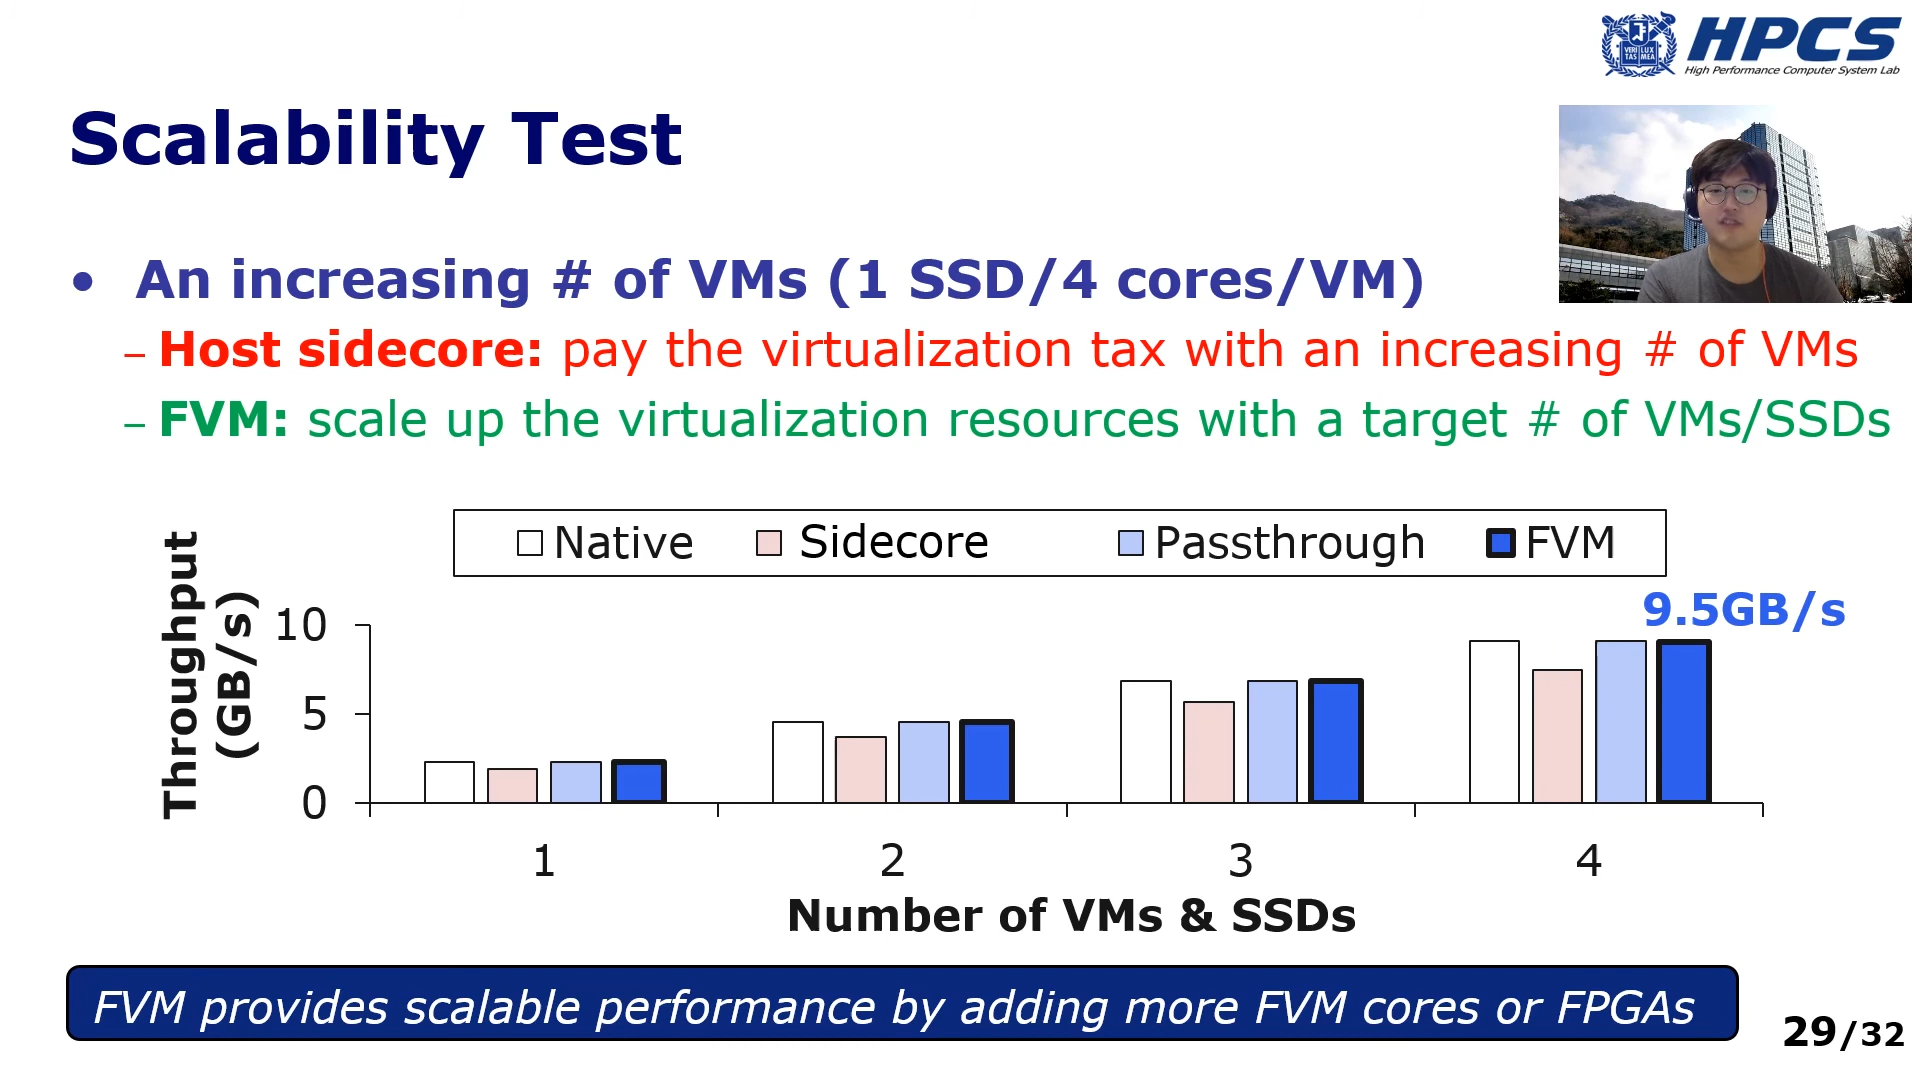 HPCS
VERI LUX
TAS MEA
High Performance Computer System Lab
Scalability Test
• An increasing # of VMs (1 SSD/4 cores/VM)
– Host sidecore: pay the virtualization tax with an increasing # of VMs
– FVM: scale up the virtualization resources with a target # of VMs/SSDs
Native Sidecore Passthrough FVM
Throughput
(GB/s)
9.5GB/s
10
5
0
1 2 3 4
Number of VMs & SSDs
FVM provides scalable performance by adding more FVM cores or FPGAs
29/32